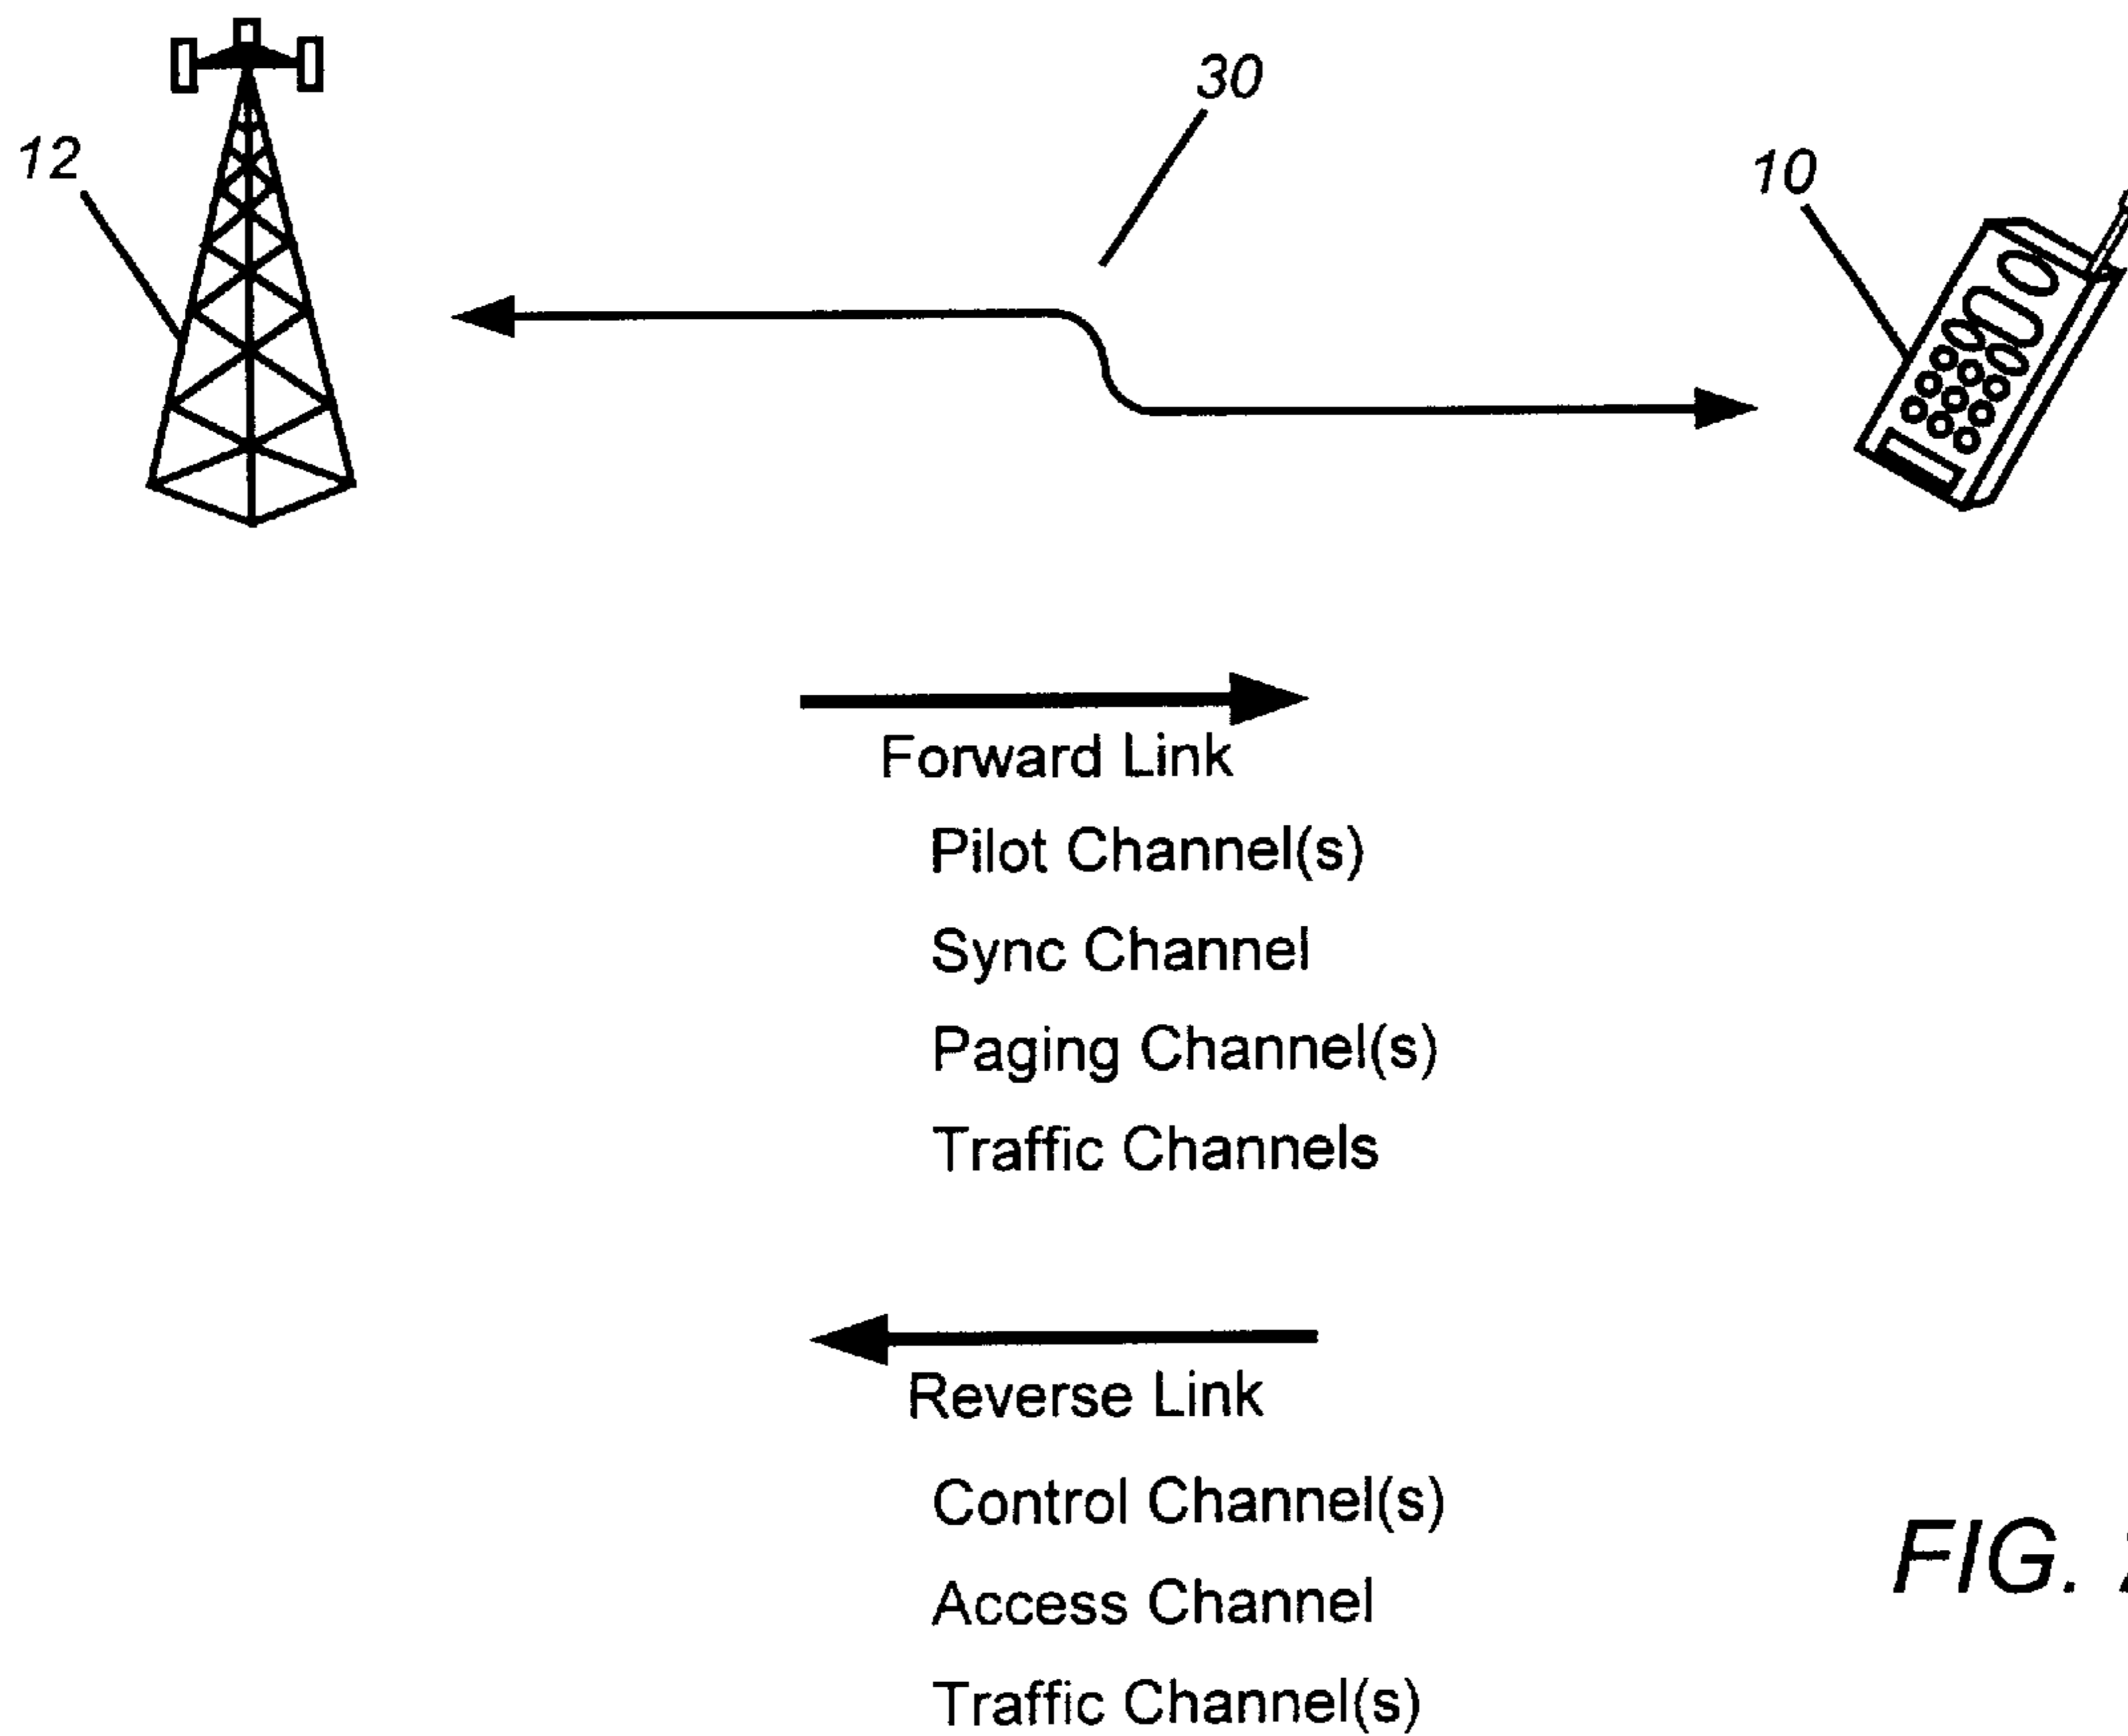 30
12
10
Forward Link
Pilot Channel(s)
Sync Channel
Paging Channel(s)
Traffic Channels
Reverse Link
Control Channel(s)
Access Channel
Traffic Channel(s)
FIG.